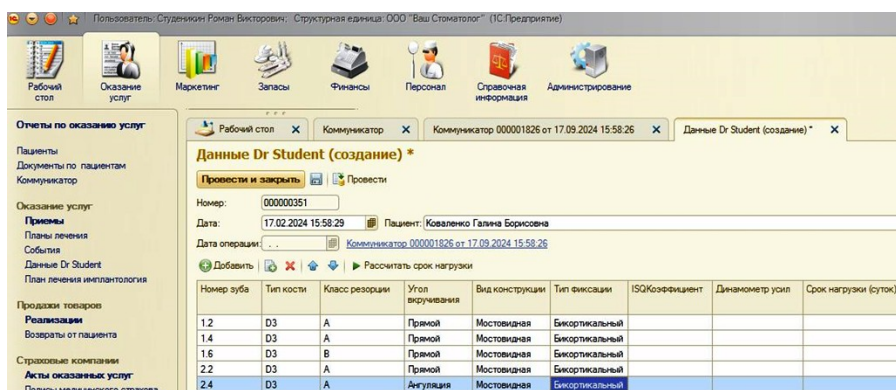 Пользователь: Студеникин Роман Викторович; Структурная единица: ООО "Ваш Стоматолог" (1С:Предприятие)
Рабочий стол
Оказание услуг
Маркетинг
Запасы
Финансы
Персонал
Справочная информация
Администрирование
Отчеты по оказанию услуг
Пациенты
Документы по пациентам
Коммуникатор
Оказание услуг
Приемы
Планы лечения
События
Данные Dr Student
План лечения имплантология
Продажи товаров
Реализации
Возвраты от пациента
Страховые компании
Акты оказанных услуг
Рабочий стол
Коммуникатор
Коммуникатор 000001826 от 17.09.2024 15:58:26
Данные Dr Student (создание) *
Данные Dr Student (создание) *
Провести и закрыть Провести
Номер: 000000351
Дата: 17.02.2024 15:58:29 Пациент: Коваленко Галина Борисовна
Дата операции: . . Коммуникатор 000001826 от 17.09.2024 15:58:26
Добавить Рассчитать срок нагрузки
Номер зуба Тип кости Класс резорции Угол вкручивания Вид конструкции Тип фиксации ISQКоэффициент Динамометр усил Срок нагрузки (суток)
1.2 D3 A Прямой Мостовидная Бикортикальный
1.4 D3 A Прямой Мостовидная Бикортикальный
1.6 D3 B Прямой Мостовидная Бикортикальный
2.2 D3 A Прямой Мостовидная Бикортикальный
2.4 D3 A Ангуляция Мостовидная Бикортикальный